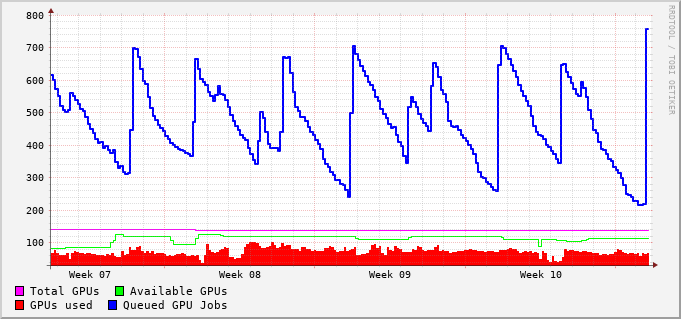 800
700
600
500
400
300
200
100
Week 07 Week 08 Week 09 Week 10
Total GPUs Available GPUs
GPUs used Queued GPU Jobs
RRDTOOL / TOBI OETIKER